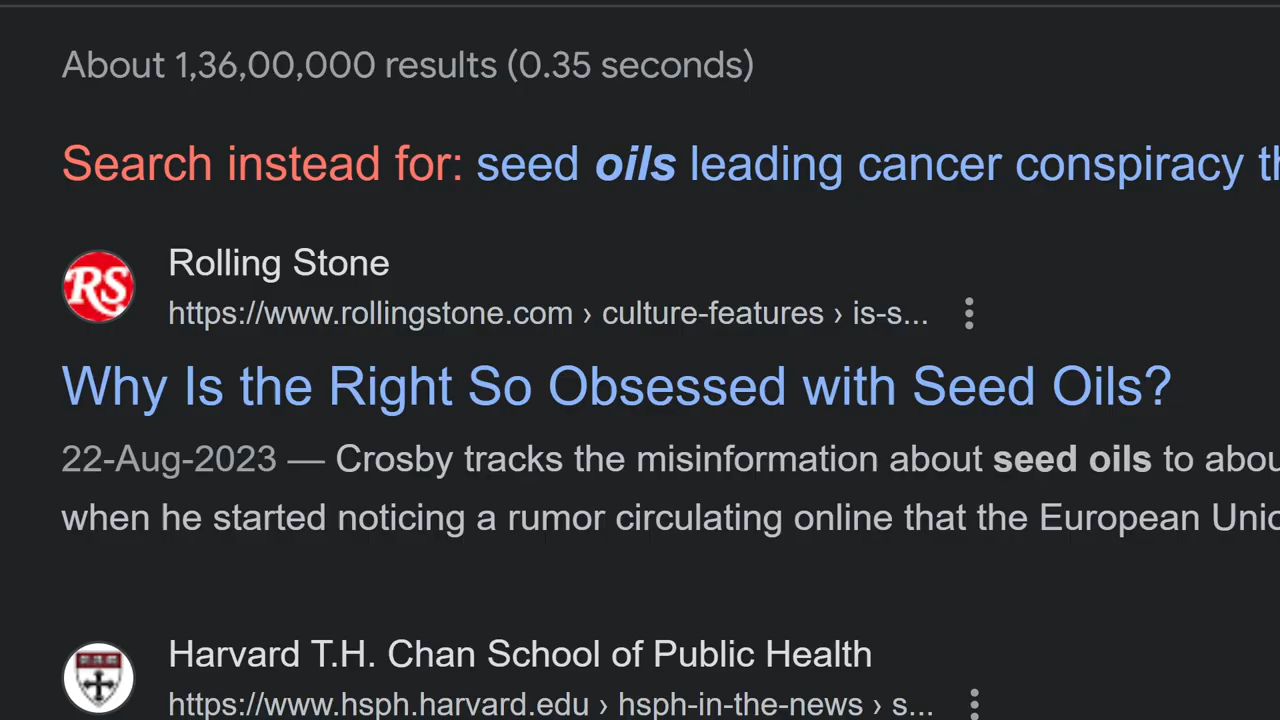 About 1,36,00,000 results (0.35 seconds)
Search instead for: seed oils leading cancer conspiracy
Rolling Stone
https://www.rollingstone.com › culture-features › is-s...
RS
Why Is the Right So Obsessed with Seed Oils?
22-Aug-2023 — Crosby tracks the misinformation about seed oils to
when he started noticing a rumor circulating online that the European
Harvard T.H. Chan School of Public Health
https://www.hsph.harvard.edu › hsph-in-the-news › s...